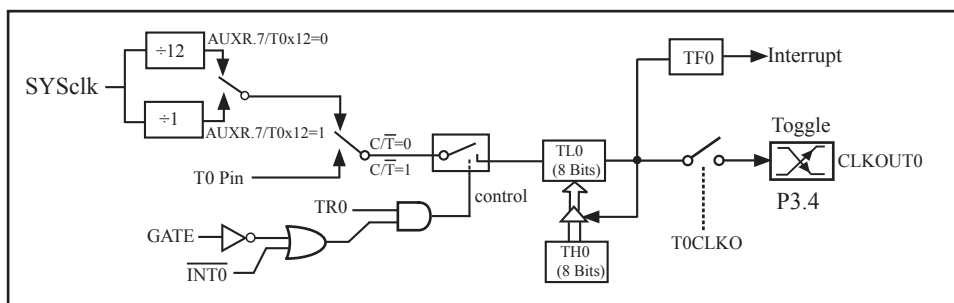 ÷12
AUXR.7/T0x12=0
SYSclk
÷1
AUXR.7/T0x12=1
T0 Pin
C/T̅=0
C/T̅=1
TR0
control
GATE
I̅N̅T̅0̅
TL0
(8 Bits)
TH0
(8 Bits)
TF0
Interrupt
Toggle
CLKOUT0
P3.4
T0CLKO